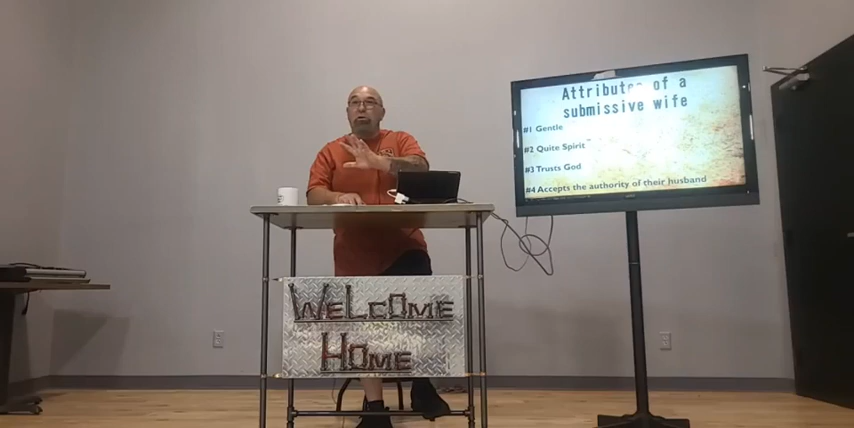 Attributes of a
submissive wife
#1 Gentle
#2 Quite Spirit
#3 Trusts God
#4 Accepts the authority of their husband
WELCOME
HOME